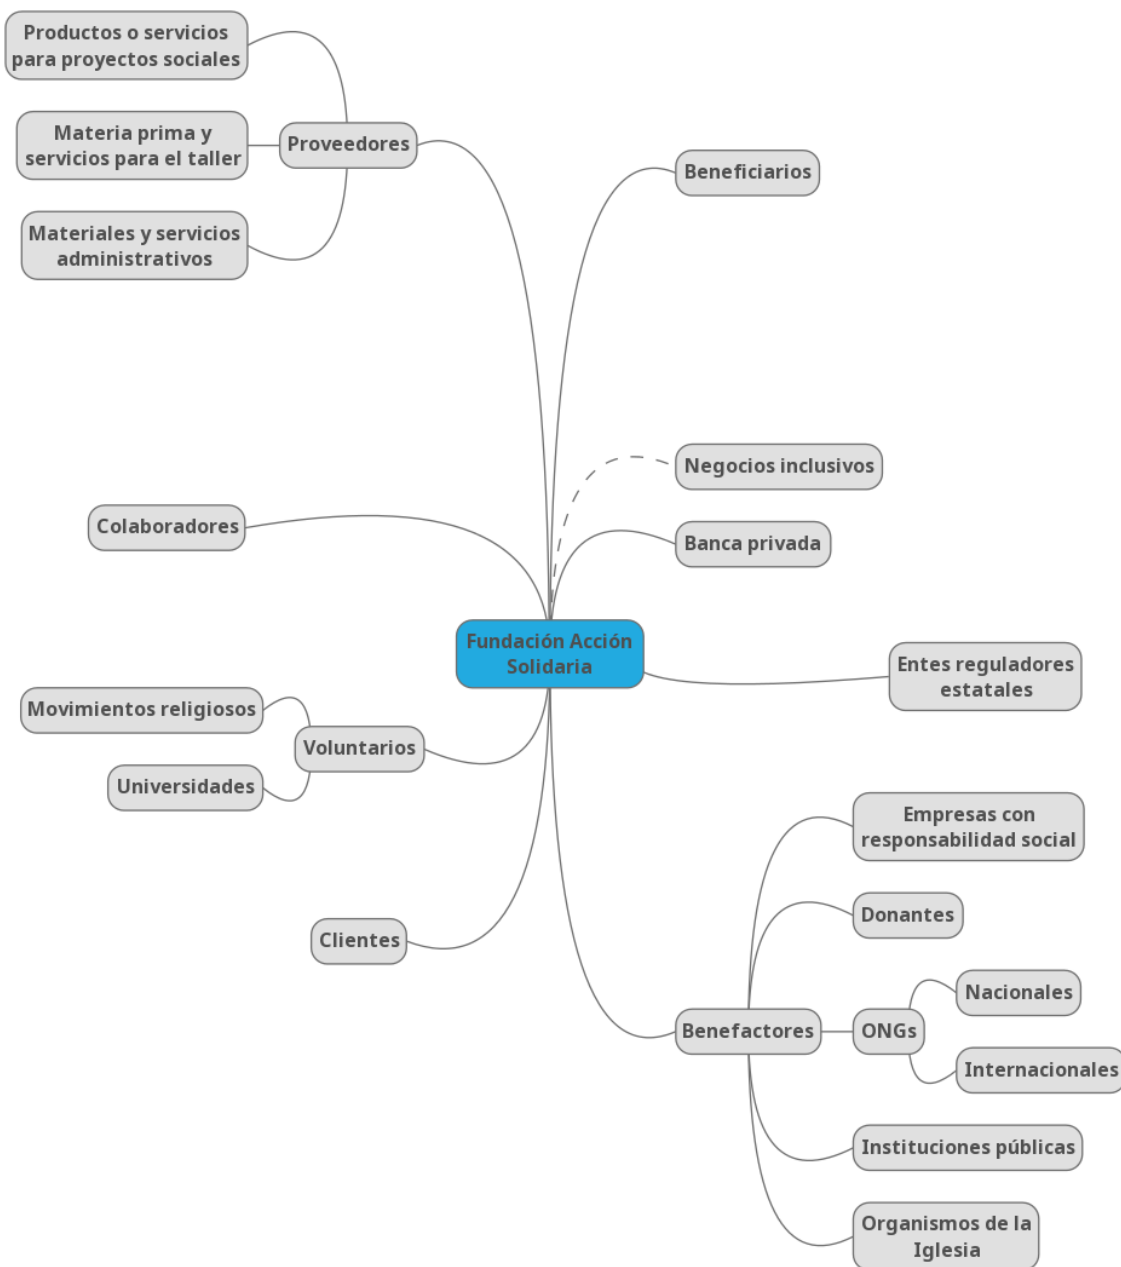 Productos o servicios
para proyectos sociales
Materia prima y
servicios para el taller
Proveedores
Materiales y servicios
administrativos
Beneficiarios
Negocios inclusivos
Colaboradores
Banca privada
Fundación Acción
Solidaria
Entes reguladores
estatales
Movimientos religiosos
Voluntarios
Universidades
Empresas con
responsabilidad social
Clientes
Donantes
Benefactores
ONGs
Nacionales
Internacionales
Instituciones públicas
Organismos de la
Iglesia